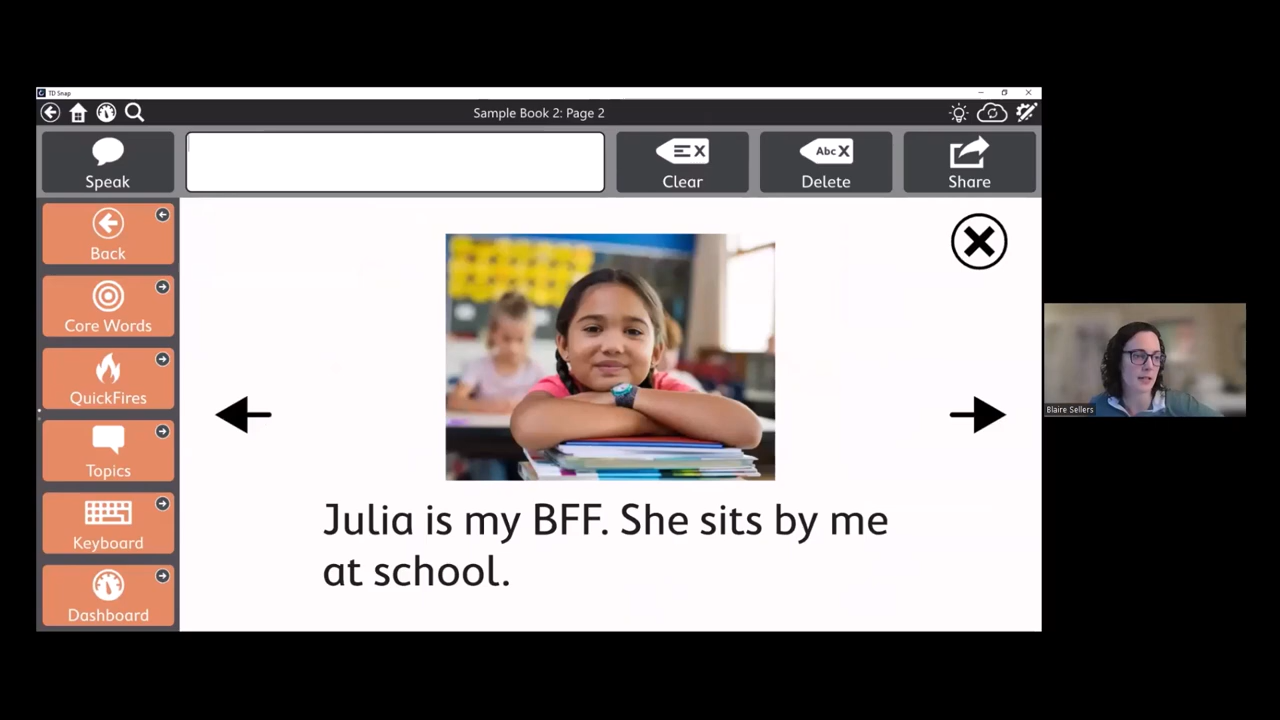 TD Snap
Sample Book 2: Page 2
Speak
Clear
Abc X
Delete
Share
Back
Core Words
QuickFires
Topics
Keyboard
Dashboard
Julia is my BFF. She sits by me
at school.
Blaire Sellers